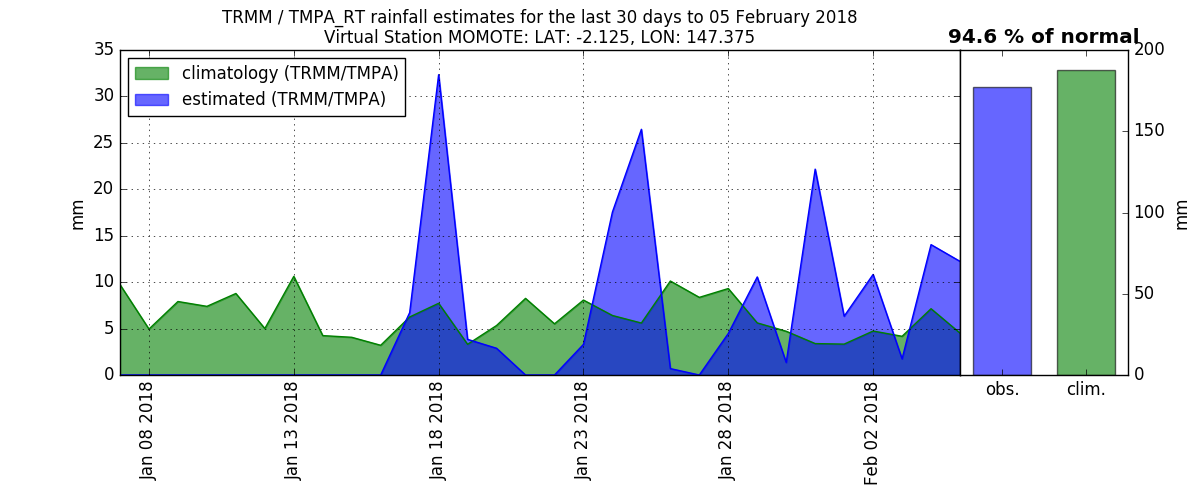 TRMM / TMPA_RT rainfall estimates for the last 30 days to 05 February 2018
Virtual Station MOMOTE: LAT: -2.125, LON: 147.375
94.6 % of normal
climatology (TRMM/TMPA)
estimated (TRMM/TMPA)
35
30
25
20
15
10
5
0
mm
Jan 08 2018
Jan 13 2018
Jan 18 2018
Jan 23 2018
Jan 28 2018
Feb 02 2018
obs.
clim.
200
150
100
50
0
mm